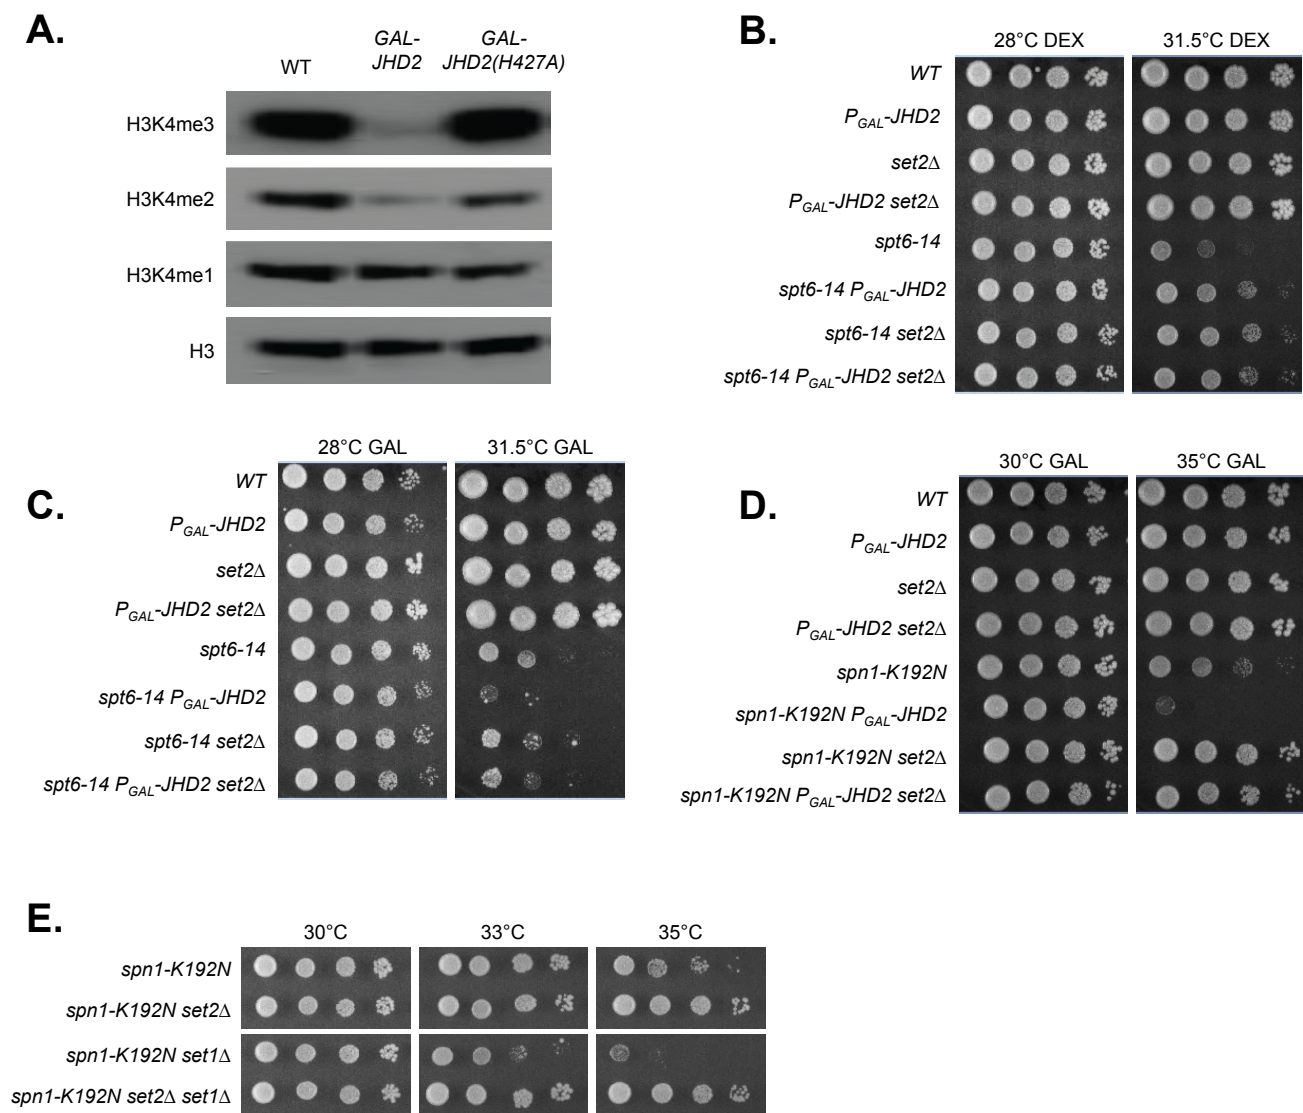 A.
WT
GAL-
JHD2
GAL-
JHD2(H427A)
H3K4me3
H3K4me2
H3K4me1
H3
B.
28°C DEX
31.5°C DEX
WT
PGAL-JHD2
set2Δ
PGAL-JHD2 set2Δ
spt6-14
spt6-14 PGAL-JHD2
spt6-14 set2Δ
spt6-14 PGAL-JHD2 set2Δ
C.
28°C GAL
31.5°C GAL
WT
PGAL-JHD2
set2Δ
PGAL-JHD2 set2Δ
spt6-14
spt6-14 PGAL-JHD2
spt6-14 set2Δ
spt6-14 PGAL-JHD2 set2Δ
D.
30°C GAL
35°C GAL
WT
PGAL-JHD2
set2Δ
PGAL-JHD2 set2Δ
spn1-K192N
spn1-K192N PGAL-JHD2
spn1-K192N set2Δ
spn1-K192N PGAL-JHD2 set2Δ
E.
30°C
33°C
35°C
spn1-K192N
spn1-K192N set2Δ
spn1-K192N set1Δ
spn1-K192N set2Δ set1Δ